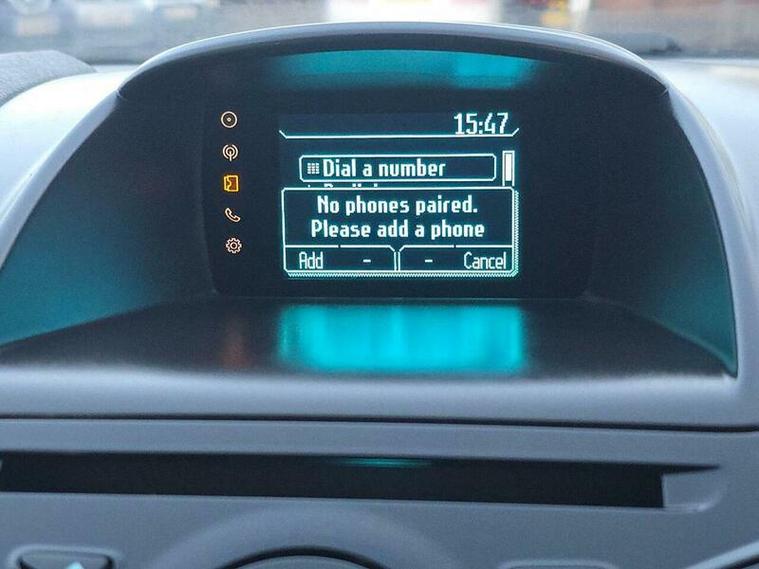 15:47
Dial a number
No phones paired.
Please add a phone
Add - - Cancel